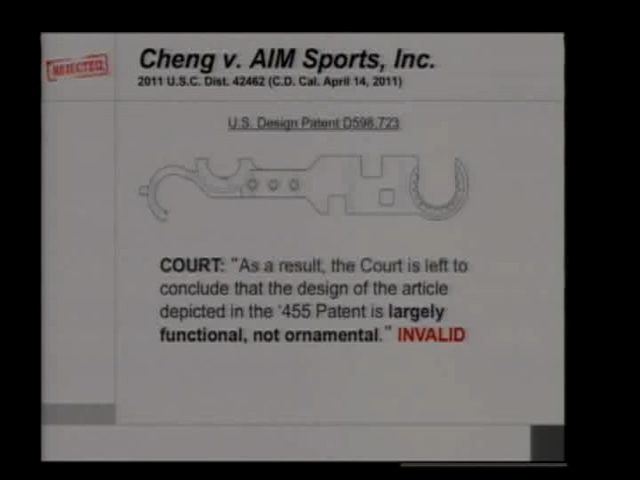 REJECTED
Cheng v. AIM Sports, Inc.
2011 U.S.C. Dist. 42462 (C.D. Cal. April 14, 2011)
U.S. Design Patent D598,723
COURT: “As a result, the Court is left to
conclude that the design of the article
depicted in the ‘455 Patent is largely
functional, not ornamental.” INVALID